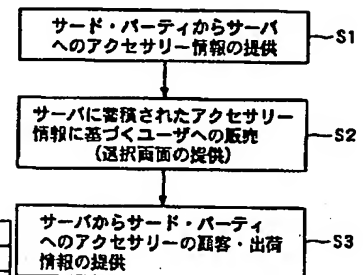 サード・パーティからサーバ
へのアクセサリー情報の提供
S1
サーバに蓄積されたアクセサリー
情報に基づくユーザへの販売
(選択画面の提供)
S2
サーバからサード・パーティ
へのアクセサリーの顧客・出荷
情報の提供
S3